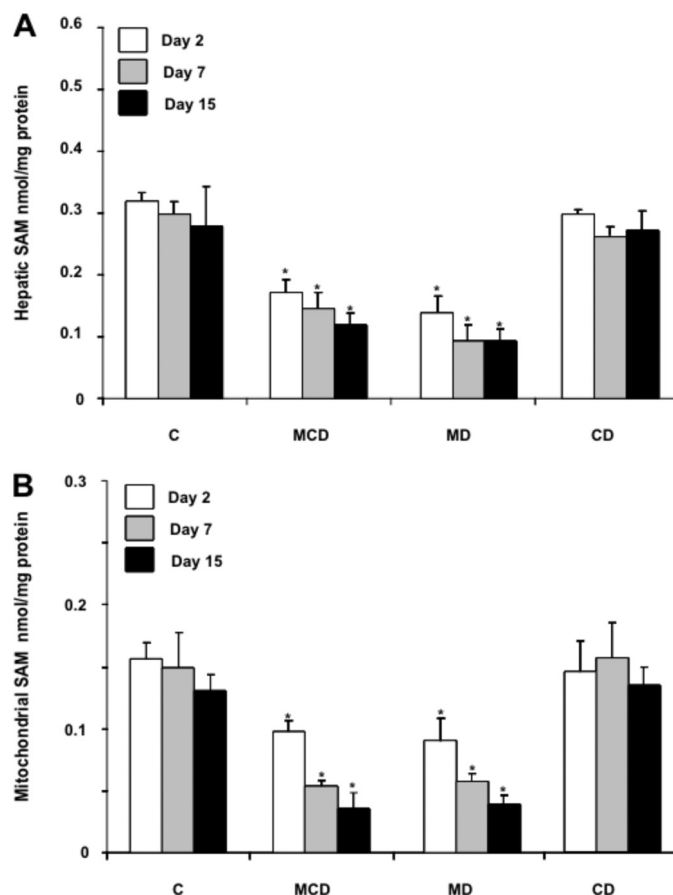 A
Hepatic SAM nmol/mg protein
0.6
0.5
0.4
0.3
0.2
0.1
0
Day 2
Day 7
Day 15
* * *
* * *
C MCD MD CD
B
Mitochondrial SAM nmol/mg protein
0.3
0.2
0.1
0
Day 2
Day 7
Day 15
* * *
* * *
C MCD MD CD